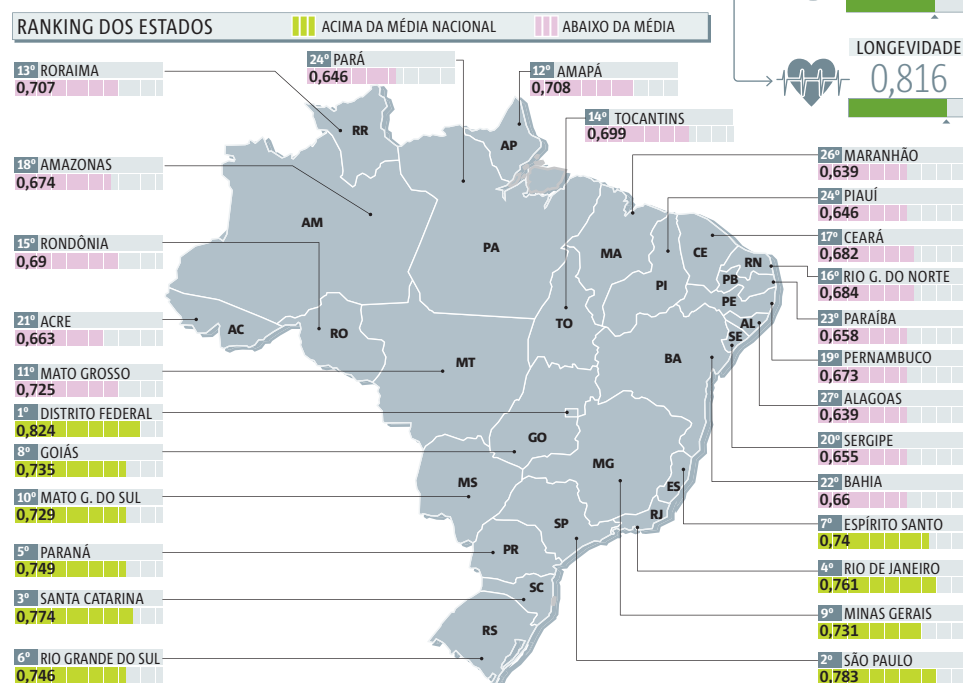 RANKING DOS ESTADOS
ACIMA DA MÉDIA NACIONAL
ABAIXO DA MÉDIA
LONGEVIDADE
0,816
13º RORAIMA
0,707
24º PARÁ
0,646
12º AMAPÁ
0,708
14º TOCANTINS
0,699
18º AMAZONAS
0,674
15º RONDÔNIA
0,69
21º ACRE
0,663
11º MATO GROSSO
0,725
1º DISTRITO FEDERAL
0,824
8º GOIÁS
0,735
10º MATO G. DO SUL
0,729
5º PARANÁ
0,749
3º SANTA CATARINA
0,774
6º RIO GRANDE DO SUL
0,746
RR
AP
AM
PA
MA
CE
RN
PB
PI
PE
AL
SE
AC
RO
TO
BA
MT
GO
MG
MS
ES
RJ
SP
PR
SC
RS
26º MARANHÃO
0,639
24º PIAUÍ
0,646
17º CEARÁ
0,682
16º RIO G. DO NORTE
0,684
23º PARAÍBA
0,658
19º PERNAMBUCO
0,673
27º ALAGOAS
0,639
20º SERGIPE
0,655
22º BAHIA
0,66
7º ESPÍRITO SANTO
0,74
4º RIO DE JANEIRO
0,761
9º MINAS GERAIS
0,731
2º SÃO PAULO
0,783